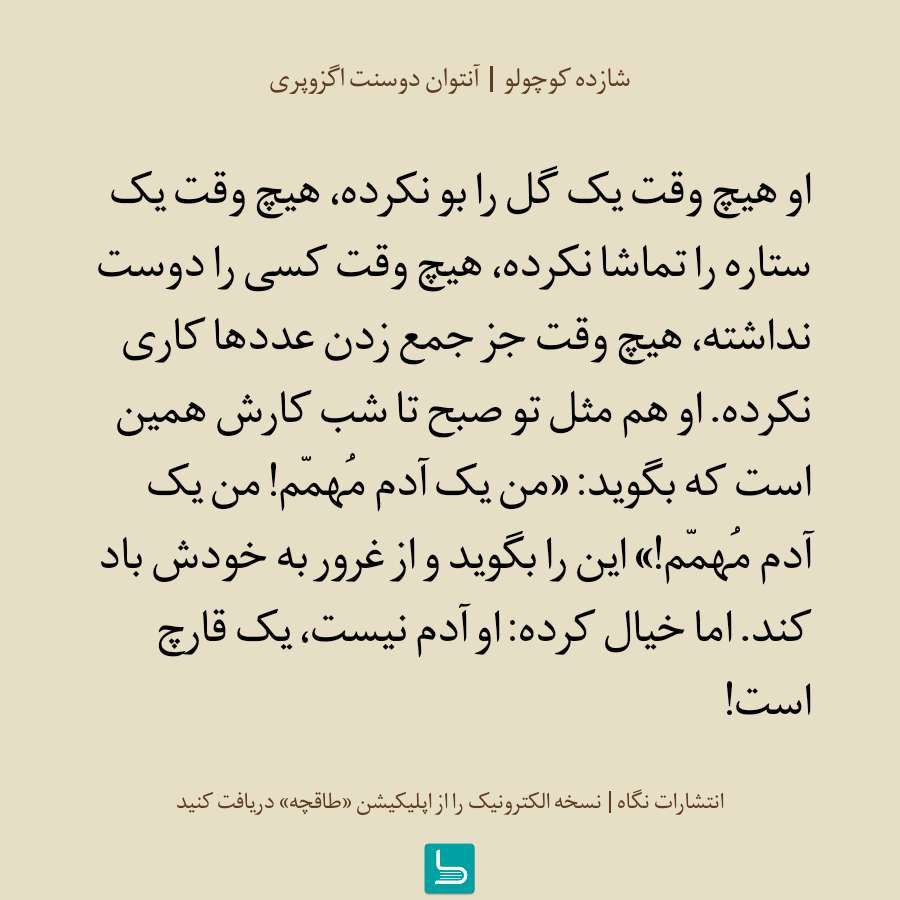 شازده کوچولو | آنتوان دوسنت اگزوپری
او هیچ وقت یک گل را بو نکرده، هیچ وقت یک
ستاره را تماشا نکرده، هیچ وقت کسی را دوست
نداشته، هیچ وقت جز جمع زدن عددها کاری
نکرده. او هم مثل تو صبح تا شب کارش همین
است که بگوید: «من یک آدم مُهمّم! من یک
آدم مُهمّم!» این را بگوید و از غرور به خودش باد
کند. اما خیال کرده: او آدم نیست، یک قارچ
است!
انتشارات نگاه | نسخه الکترونیک را از اپلیکیشن «طاقچه» دریافت کنید